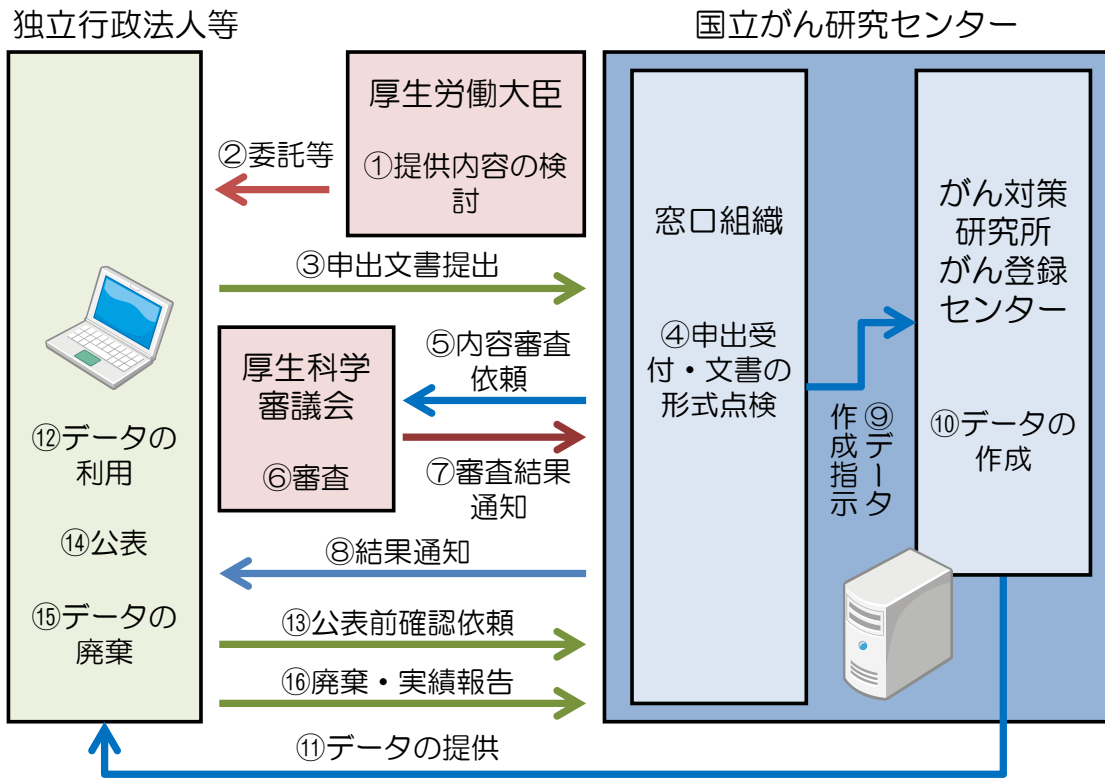 独立行政法人等
国立がん研究センター
厚生労働大臣
①提供内容の検
討
②委託等
③申出文書提出
窓口組織
④申出受
付・文書の
形式点検
がん対策
研究所
がん登録
センター
⑤内容審査
依頼
厚生科学
審議会
⑥審査
⑦審査結果
通知
⑧結果通知
⑨データ
作成指示
⑩データの
作成
⑪データの提供
⑫データの
利用
⑬公表前確認依頼
⑭公表
⑮データの
廃棄
⑯廃棄・実績報告